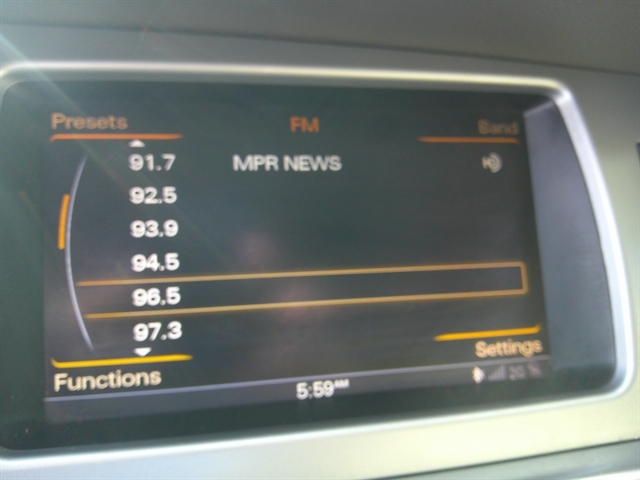 Presets FM Band
91.7 MPR NEWS
92.5
93.9
94.5
96.5
97.3
Functions Settings
5:59AM